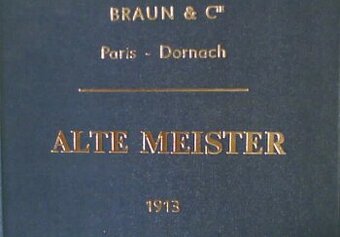 BRAUN & Cᴵᴱ
Paris - Dornach
ALTE MEISTER
1913